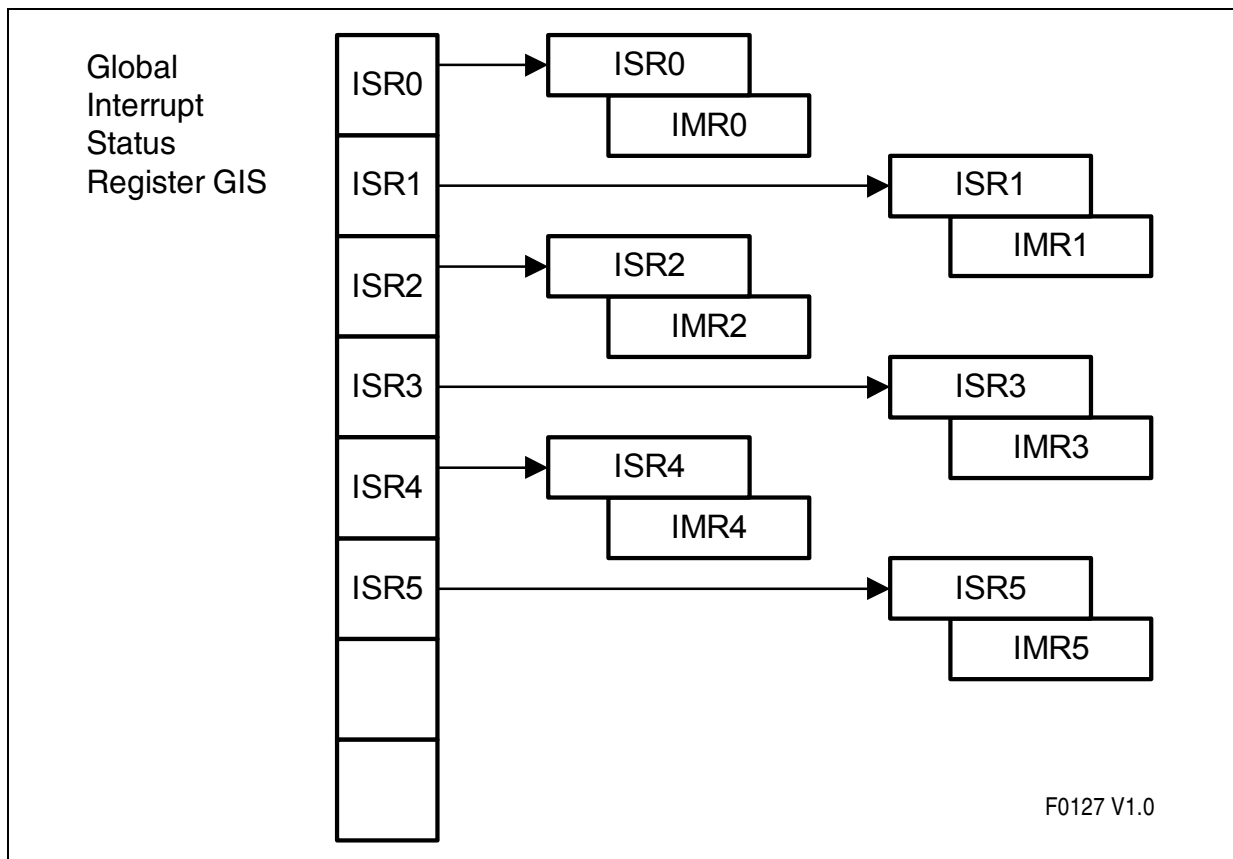 Global
Interrupt
Status
Register GIS
ISR0
ISR0
IMR0
ISR1
ISR1
IMR1
ISR2
ISR2
IMR2
ISR3
ISR3
IMR3
ISR4
ISR4
IMR4
ISR5
ISR5
IMR5
F0127 V1.0